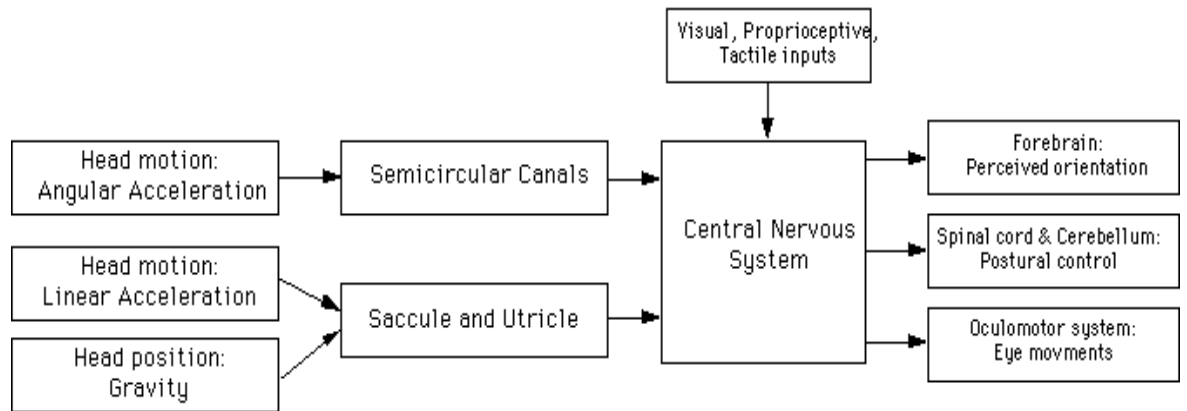 Visual, Proprioceptive,
Tactile inputs
Head motion:
Angular Acceleration
Semicircular Canals
Head motion:
Linear Acceleration
Saccule and Utricle
Head position:
Gravity
Central Nervous
System
Forebrain:
Perceived orientation
Spinal cord & Cerebellum:
Postural control
Oculomotor system:
Eye movments